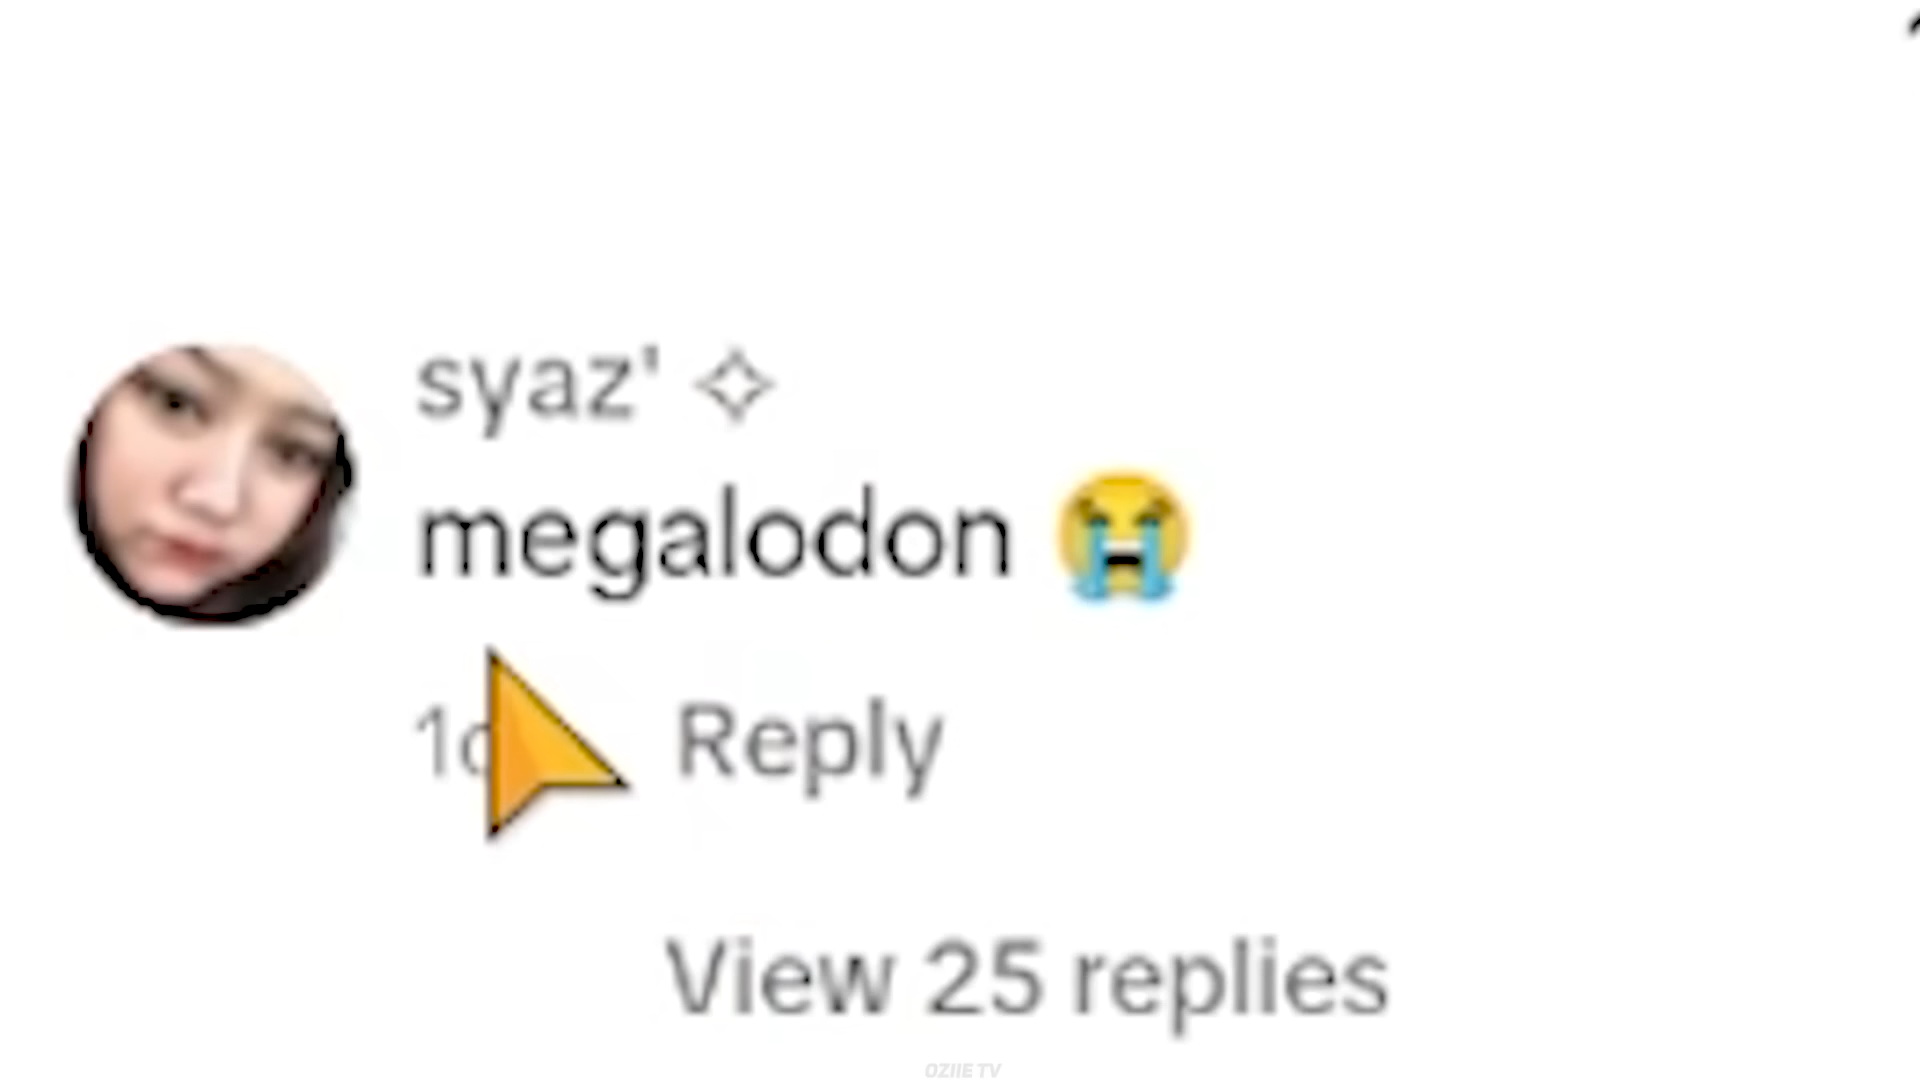 syaz' ✧
megalodon 😭
Reply
View 25 replies
OZIIE TV